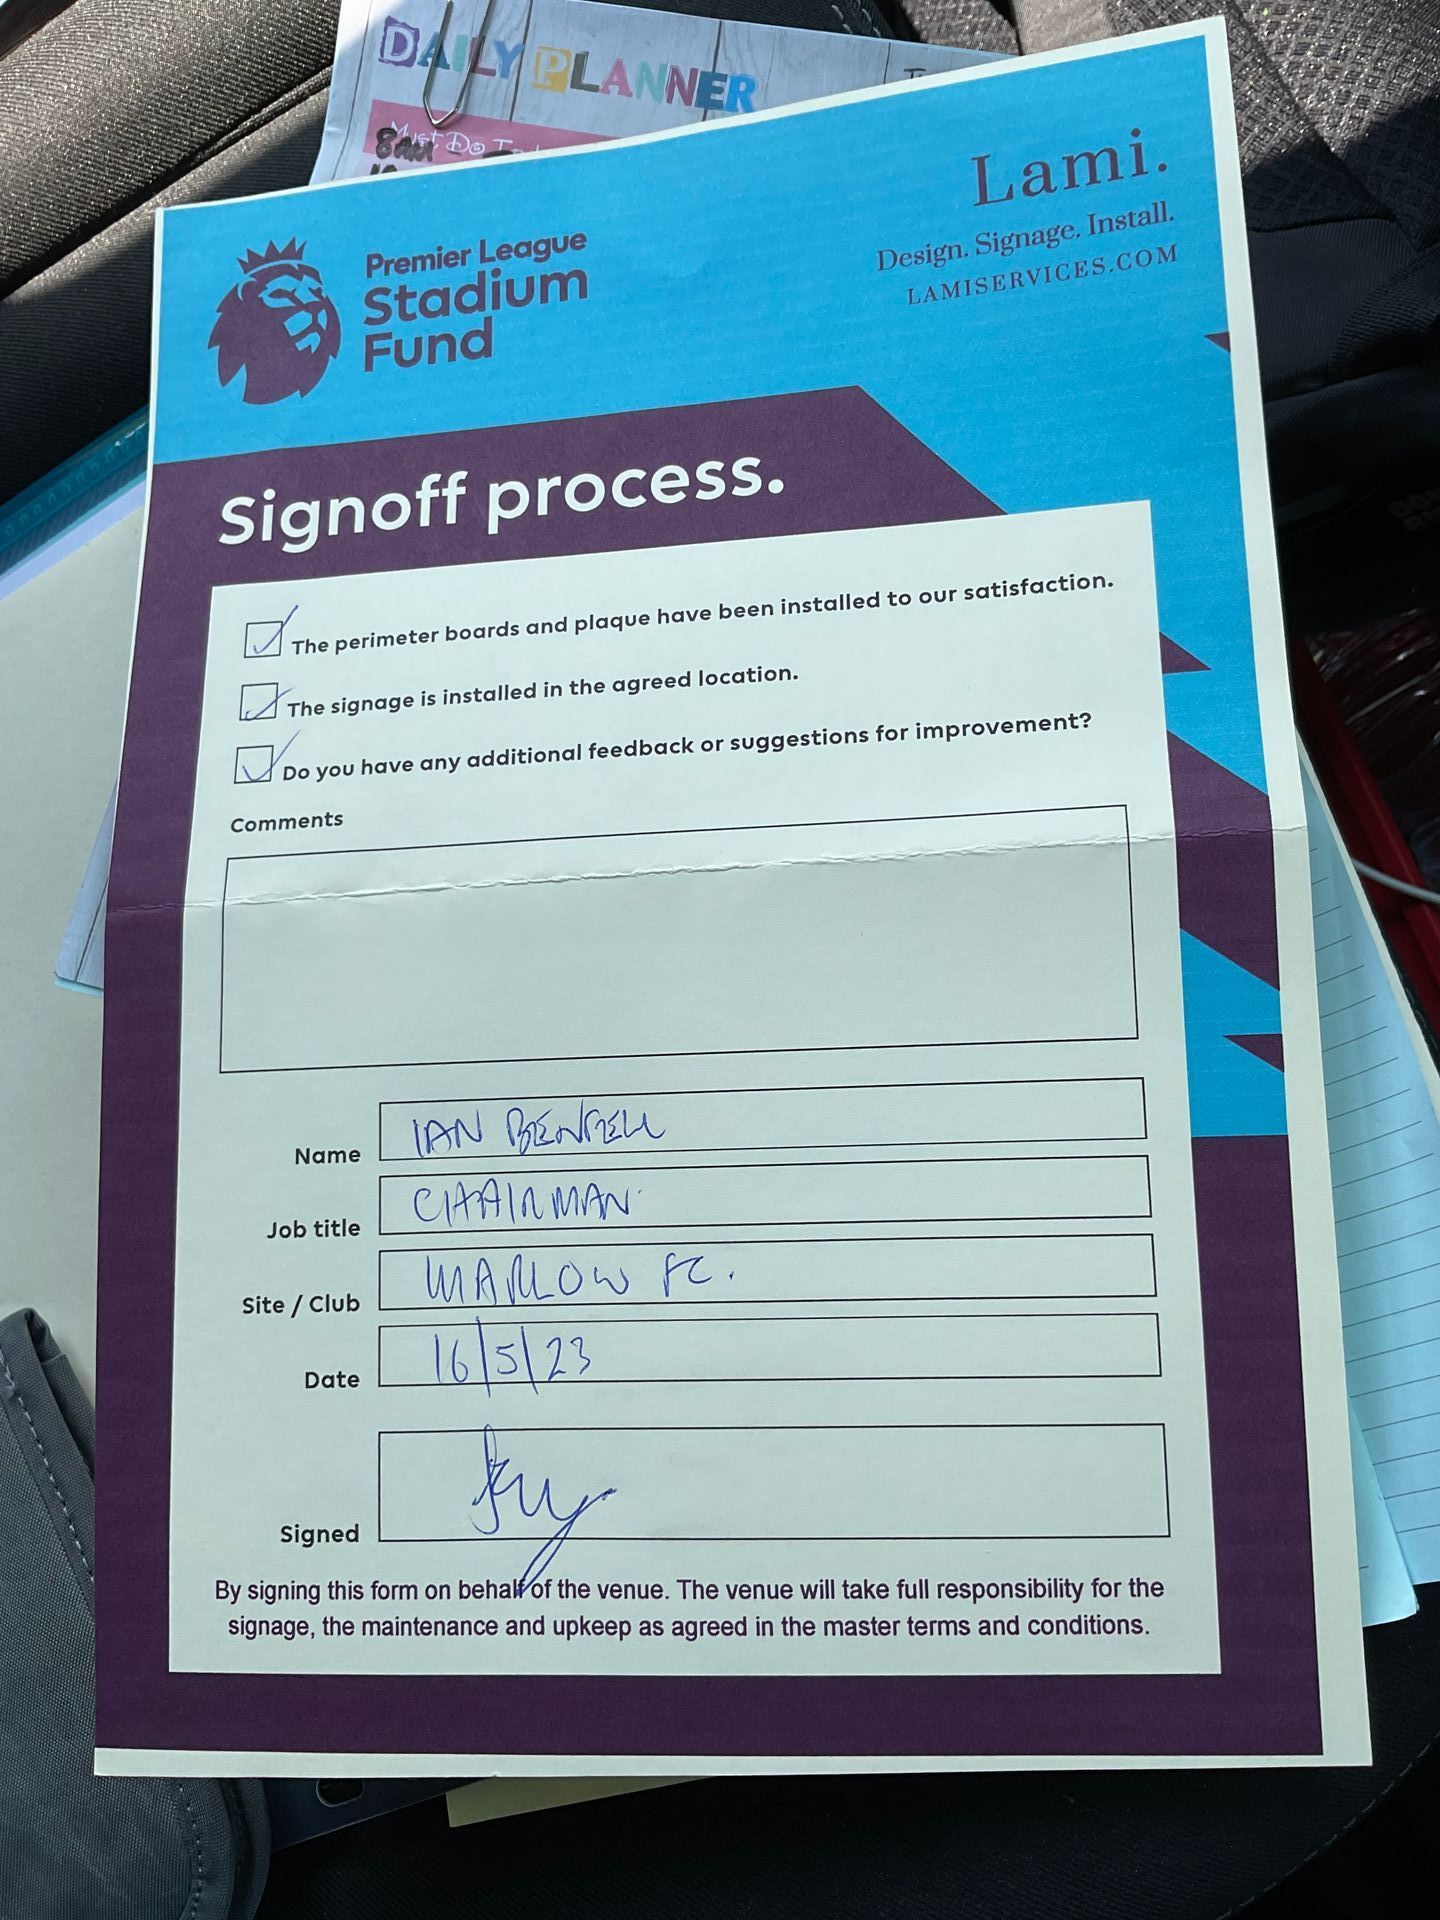 DAILY PLANNER
Must Do
8am
Premier League
Stadium
Fund
Lami.
Design. Signage. Install.
LAMISERVICES.COM
Signoff process.
The perimeter boards and plaque have been installed to our satisfaction.
The signage is installed in the agreed location.
Do you have any additional feedback or suggestions for improvement?
Comments
Name IAN BENFELL
Job title CHAIRMAN
Site / Club MARLOW FC.
Date 16/5/23
Signed
By signing this form on behalf of the venue. The venue will take full responsibility for the
signage, the maintenance and upkeep as agreed in the master terms and conditions.